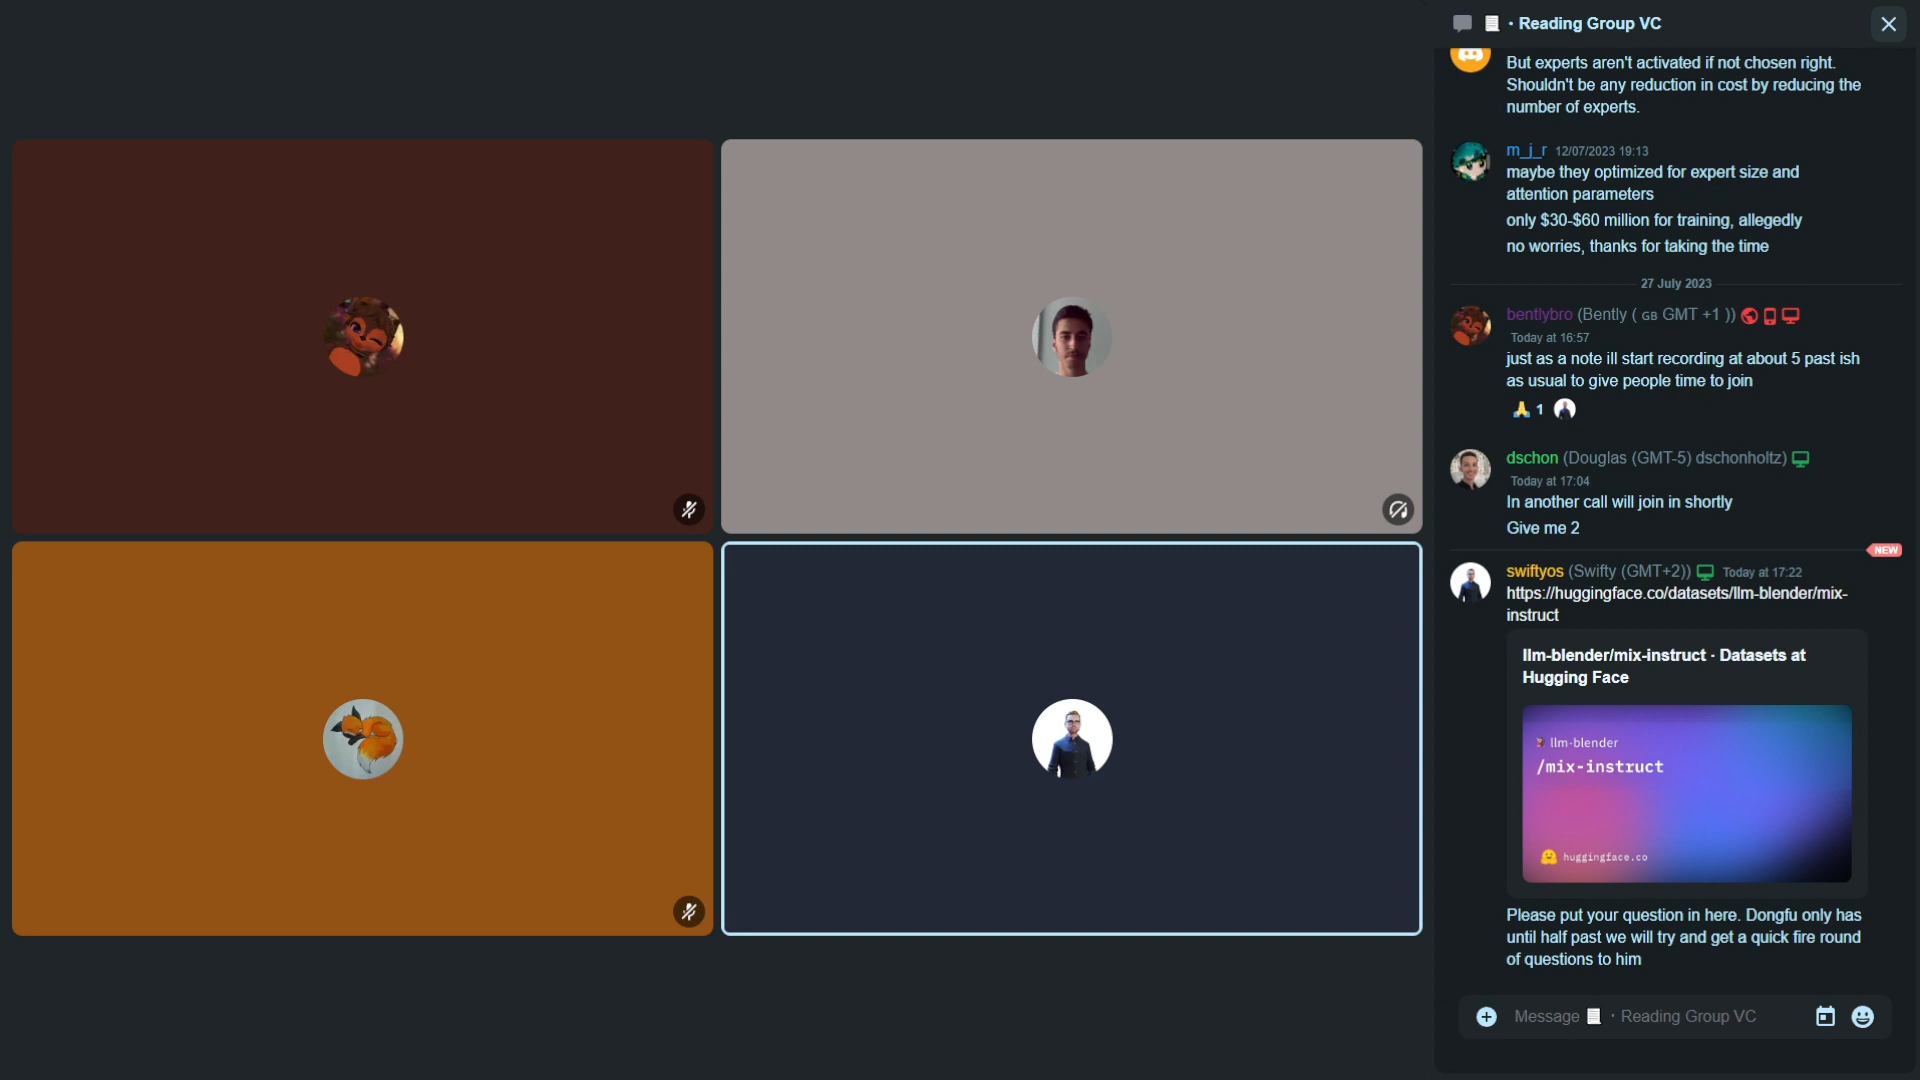 · Reading Group VC
But experts aren't activated if not chosen right.
Shouldn't be any reduction in cost by reducing the
number of experts.
m_j_r 12/07/2023 19:13
maybe they optimized for expert size and
attention parameters
only $30-$60 million for training, allegedly
no worries, thanks for taking the time
27 July 2023
bentlybro (Bently ( GB GMT +1 ))
Today at 16:57
just as a note ill start recording at about 5 past ish
as usual to give people time to join
1
dschon (Douglas (GMT-5) dschonholtz)
Today at 17:04
In another call will join in shortly
Give me 2
NEW
swiftyos (Swifty (GMT+2)) Today at 17:22
https://huggingface.co/datasets/llm-blender/mix-
instruct
llm-blender/mix-instruct · Datasets at
Hugging Face
llm-blender
/mix-instruct
huggingface.co
Please put your question in here. Dongfu only has
until half past we will try and get a quick fire round
of questions to him
Message · Reading Group VC